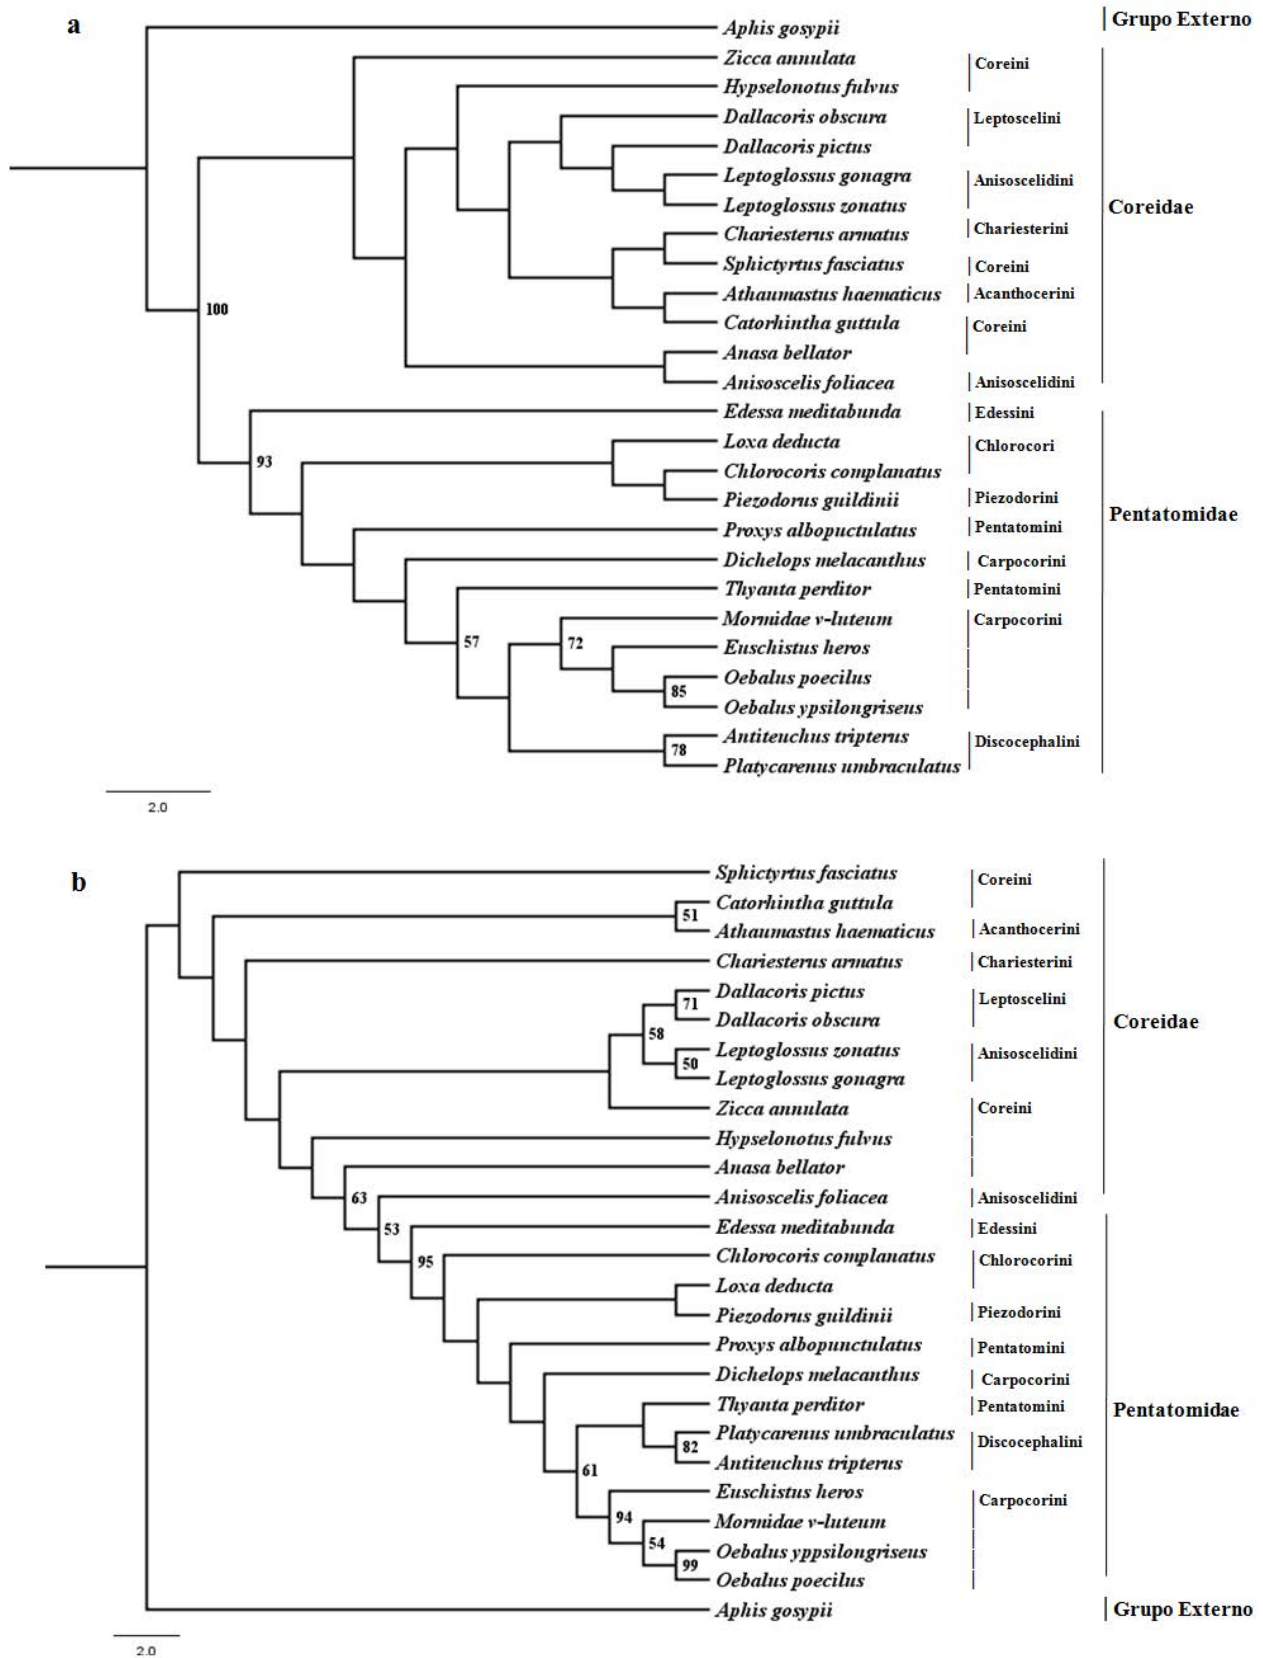 a
Aphis gosypii
Grupo Externo
Zicca annulata
Coreini
Hypselonotus fulvus
Dallacoris obscura
Leptoscelini
Dallacoris pictus
Leptoglossus gonagra
Anisoscelidini
Leptoglossus zonatus
Coreidae
Chariesterus armatus
Chariesterini
Sphictyrtus fasciatus
Coreini
Athaumastus haematicus
Acanthocerini
100
Catorhintha guttula
Coreini
Anasa bellator
Anisoscelis foliacea
Anisoscelidini
Edessa meditabunda
Edessini
Loxa deducta
Chlorocori
93
Chlorocoris complanatus
Piezodorus guildinii
Piezodorini
Pentatomidae
Proxys albopuctulatus
Pentatomini
Dichelops melacanthus
Carpocorini
Thyanta perditor
Pentatomini
Mormidae v-luteum
Carpocorini
57
72
Euschistus heros
Oebalus poecilus
85
Oebalus ypsilongriseus
Antiteuchus tripterus
Discocephalini
78
Platycarenus umbraculatus
2.0
b
Sphictyrtus fasciatus
Coreini
Catorhintha guttula
51
Athaumastus haematicus
Acanthocerini
Chariesterus armatus
Chariesterini
Dallacoris pictus
Leptoscelini
71
Dallacoris obscura
Coreidae
58
Leptoglossus zonatus
Anisoscelidini
50
Leptoglossus gonagra
Zicca annulata
Coreini
Hypselonotus fulvus
Anasa bellator
63
Anisoscelis foliacea
Anisoscelidini
53
Edessa meditabunda
Edessini
95
Chlorocoris complanatus
Chlorocorini
Loxa deducta
Piezodorus guildinii
Piezodorini
Proxys albopunctulatus
Pentatomini
Dichelops melacanthus
Carpocorini
Thyanta perditor
Pentatomini
Pentatomidae
Platycarenus umbraculatus
Discocephalini
82
Antiteuchus tripterus
61
Euschistus heros
Carpocorini
94
Mormidae v-luteum
54
Oebalus yppsilongriseus
99
Oebalus poecilus
Aphis gosypii
Grupo Externo
2.0